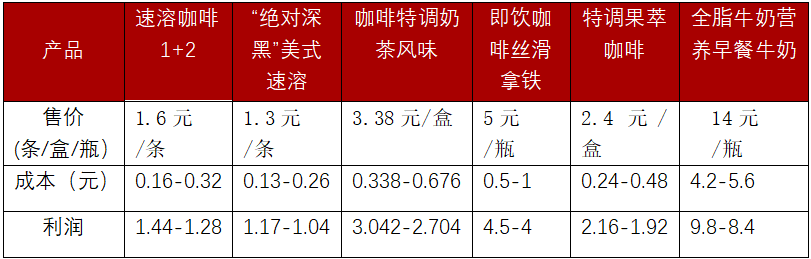 产品 速溶咖啡1+2 “绝对深黑”美式速溶 咖啡特调奶茶风味 即饮咖啡丝滑拿铁 特调果萃咖啡 全脂牛奶营养早餐牛奶
售价(条/盒/瓶） 1.6 元/条 1.3 元/条 3.38 元/盒 5 元/瓶 2.4 元 /盒 14 元/瓶
成本（元） 0.16-0.32 0.13-0.26 0.338-0.676 0.5-1 0.24-0.48 4.2-5.6
利润 1.44-1.28 1.17-1.04 3.042-2.704 4.5-4 2.16-1.92 9.8-8.4